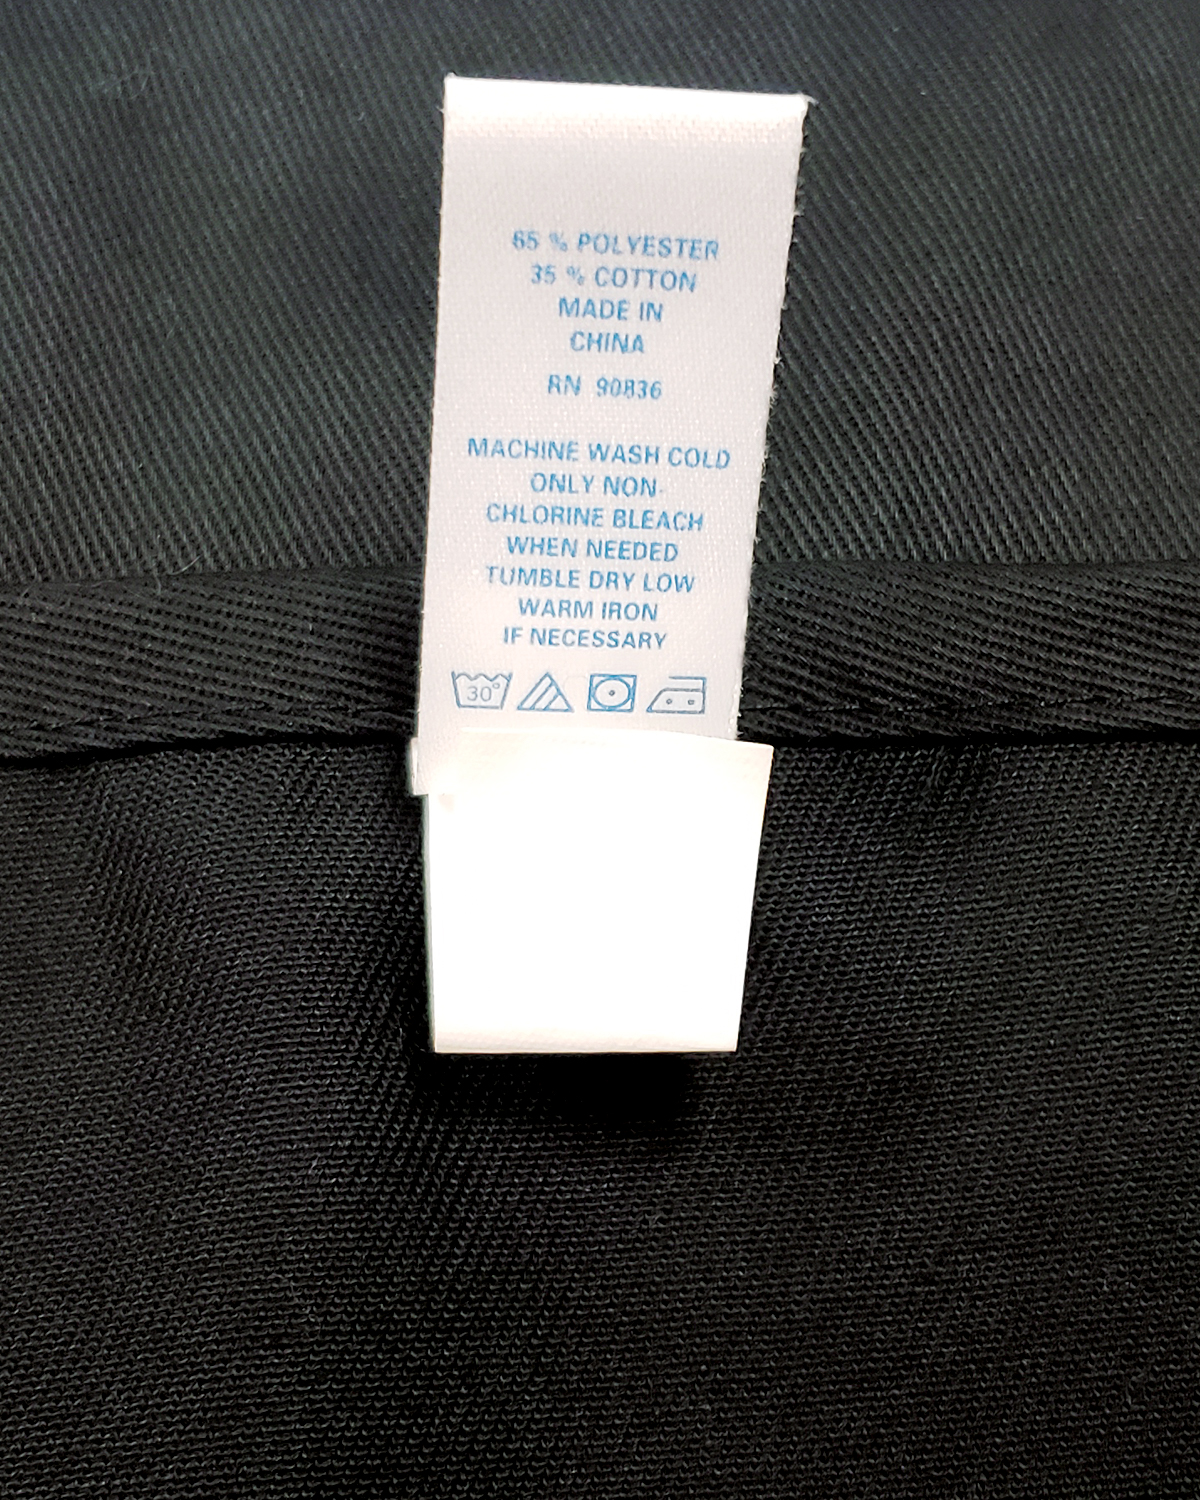 65 % POLYESTER
35 % COTTON
MADE IN
CHINA
RN 90836
MACHINE WASH COLD
ONLY NON-
CHLORINE BLEACH
WHEN NEEDED
TUMBLE DRY LOW
WARM IRON
IF NECESSARY
30°